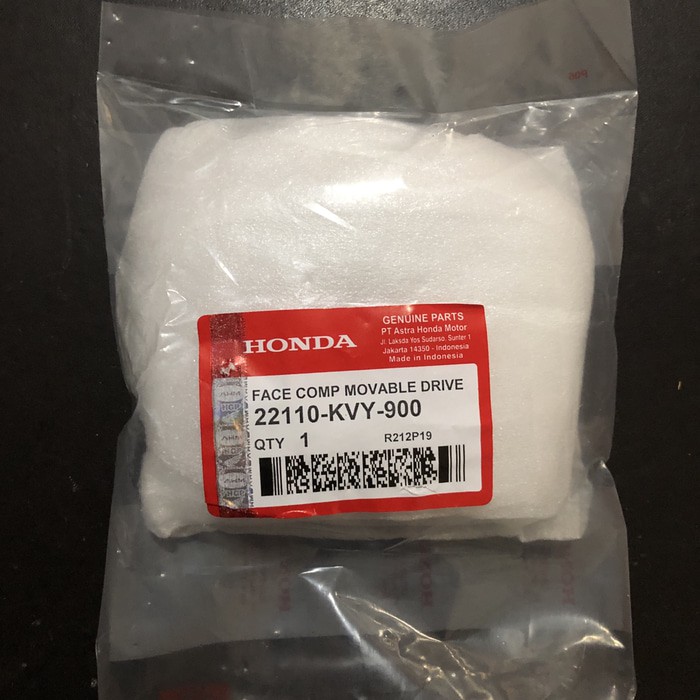 HONDA
GENUINE PARTS
PT Astra Honda Motor
Jl. Laksda Yos Sudarso, Sunter 1
Jakarta 14350 - Indonesia
Made in Indonesia
FACE COMP MOVABLE DRIVE
22110-KVY-900
QTY 1 R212P19